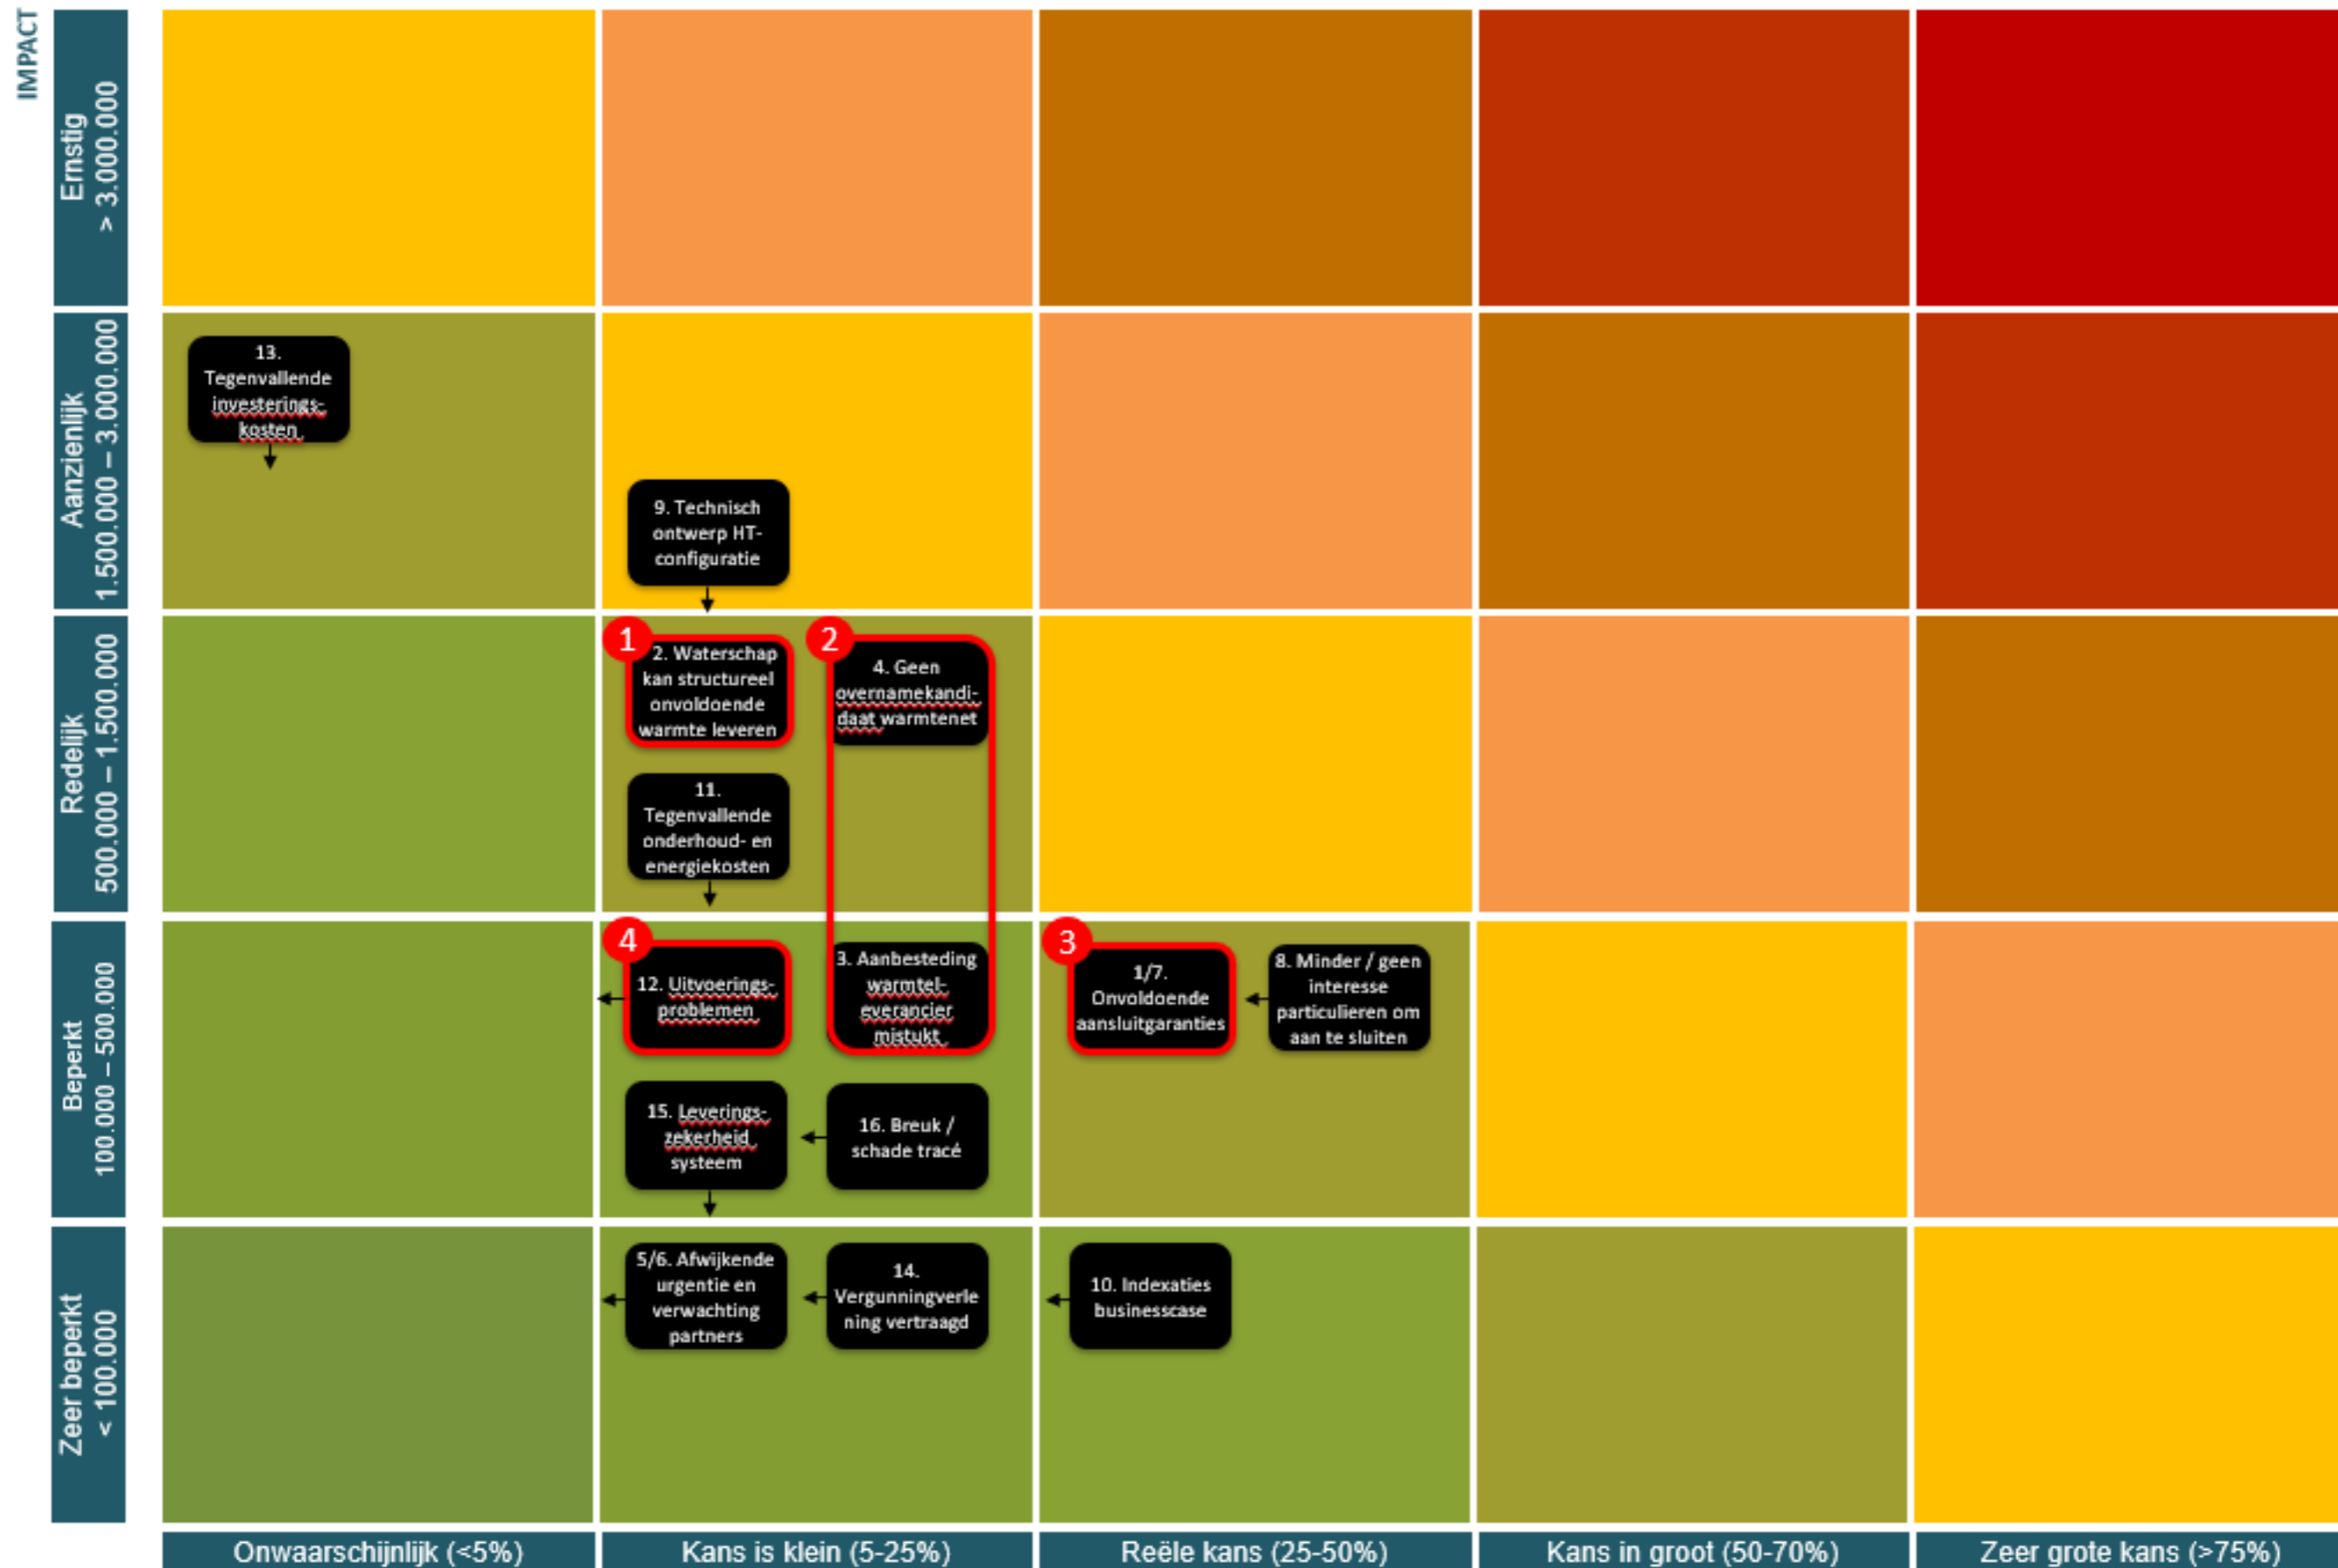 IMPACT
Ernstig
> 3.000.000
Aanzienlijk
1.500.000 – 3.000.000
13.
Tegenvallende
investerings-
kosten
9. Technisch
ontwerp HT-
configuratie
Redelijk
500.000 – 1.500.000
1
2. Waterschap
kan structureel
onvoldoende
warmte leveren
2
4. Geen
overnamekandi-
daat warmtenet
11.
Tegenvallende
onderhoud- en
energiekosten
Beperkt
100.000 – 500.000
4
12. Uitvoerings-
problemen
3. Aanbesteding
warmtel-
everancier
mistukt
3
1/7.
Onvoldoende
aansluitgaranties
8. Minder / geen
interesse
particulieren om
aan te sluiten
15. Leverings-
zekerheid
systeem
16. Breuk /
schade tracé
Zeer beperkt
< 100.000
5/6. Afwijkende
urgentie en
verwachting
partners
14.
Vergunningverle
ning vertraagd
10. Indexaties
businesscase
Onwaarschijnlijk (<5%)
Kans is klein (5-25%)
Reële kans (25-50%)
Kans in groot (50-70%)
Zeer grote kans (>75%)